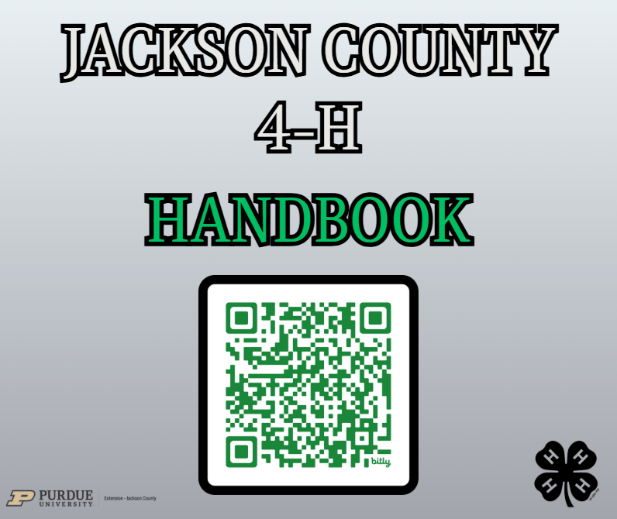 JACKSON COUNTY
4-H
HANDBOOK
bitly
PURDUE
UNIVERSITY
Extension - Jackson County
H H
H H